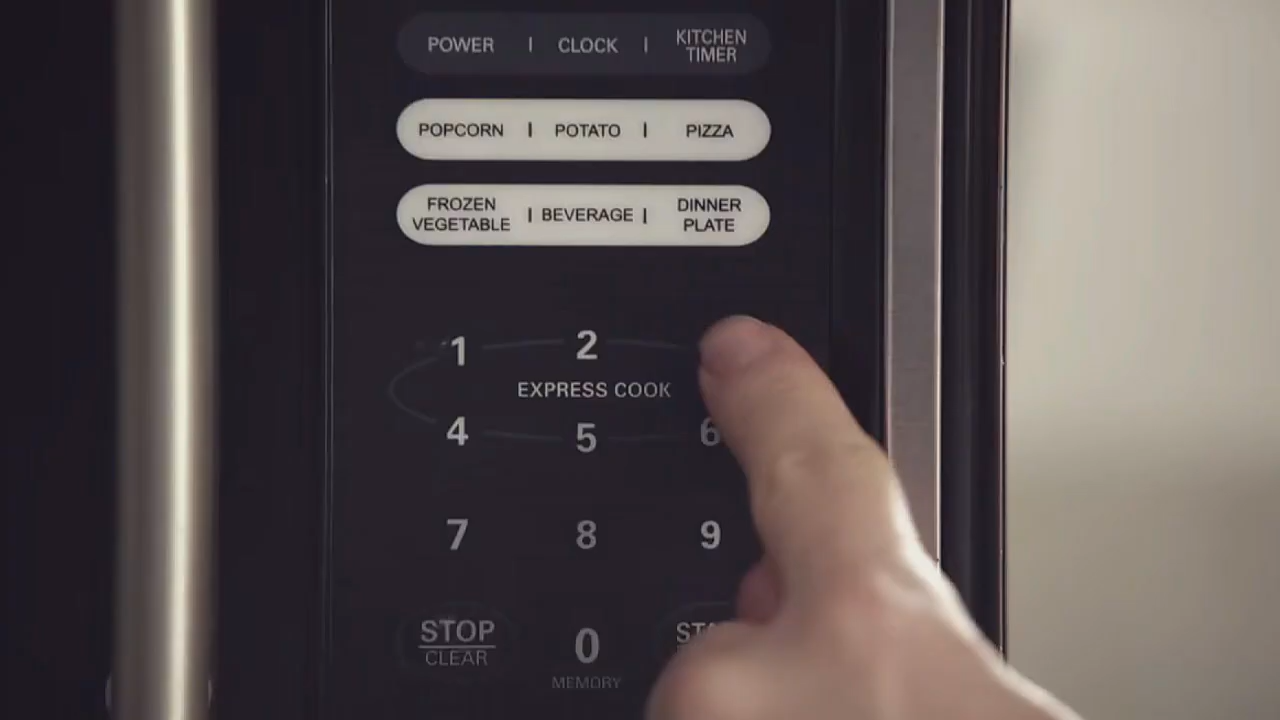 POWER | CLOCK | KITCHEN TIMER
POPCORN | POTATO | PIZZA
FROZEN VEGETABLE | BEVERAGE | DINNER PLATE
1 2
EXPRESS COOK
4 5 6
7 8 9
STOP 0
CLEAR
MEMORY